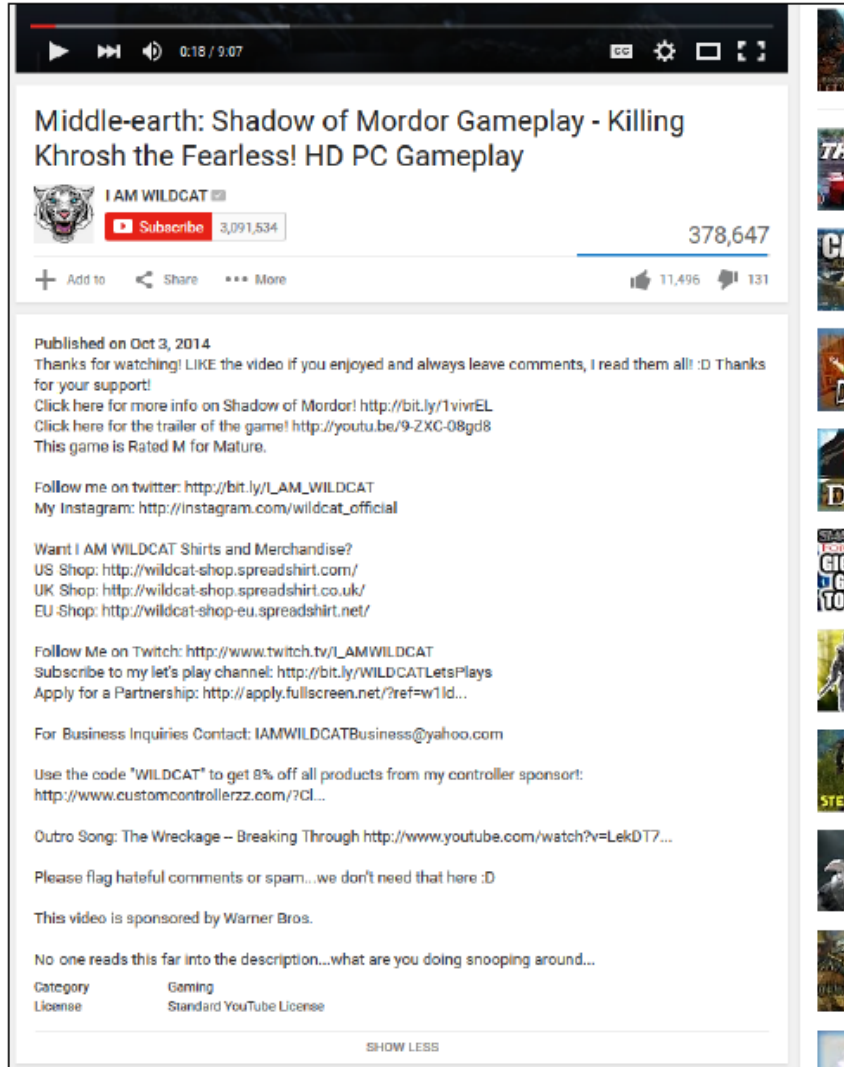 0:18 / 9:07
CC
Middle-earth: Shadow of Mordor Gameplay - Killing
Khrosh the Fearless! HD PC Gameplay
I AM WILDCAT
Subscribe 3,091,534
378,647
Add to Share More 11,496 131
Published on Oct 3, 2014
Thanks for watching! LIKE the video if you enjoyed and always leave comments, I read them all! :D Thanks
for your support!
Click here for more info on Shadow of Mordor! http://bit.ly/1vivrEL
Click here for the trailer of the game! http://youtu.be/9-ZXC-08gd8
This game is Rated M for Mature.
Follow me on twitter: http://bit.ly/I_AM_WILDCAT
My Instagram: http://instagram.com/wildcat_official
Want I AM WILDCAT Shirts and Merchandise?
US Shop: http://wildcat-shop.spreadshirt.com/
UK Shop: http://wildcat-shop.spreadshirt.co.uk/
EU Shop: http://wildcat-shop-eu.spreadshirt.net/
Follow Me on Twitch: http://www.twitch.tv/I_AMWILDCAT
Subscribe to my let's play channel: http://bit.ly/WILDCATLetsPlays
Apply for a Partnership: http://apply.fullscreen.net/?ref=w1ld...
For Business Inquiries Contact: IAMWILDCATBusiness@yahoo.com
Use the code "WILDCAT" to get 8% off all products from my controller sponsor!:
http://www.customcontrollerzz.com/?Cl...
Outro Song: The Wreckage -- Breaking Through http://www.youtube.com/watch?v=LekDT7...
Please flag hateful comments or spam...we don't need that here :D
This video is sponsored by Warner Bros.
No one reads this far into the description...what are you doing snooping around...
Category Gaming
License Standard YouTube License
SHOW LESS